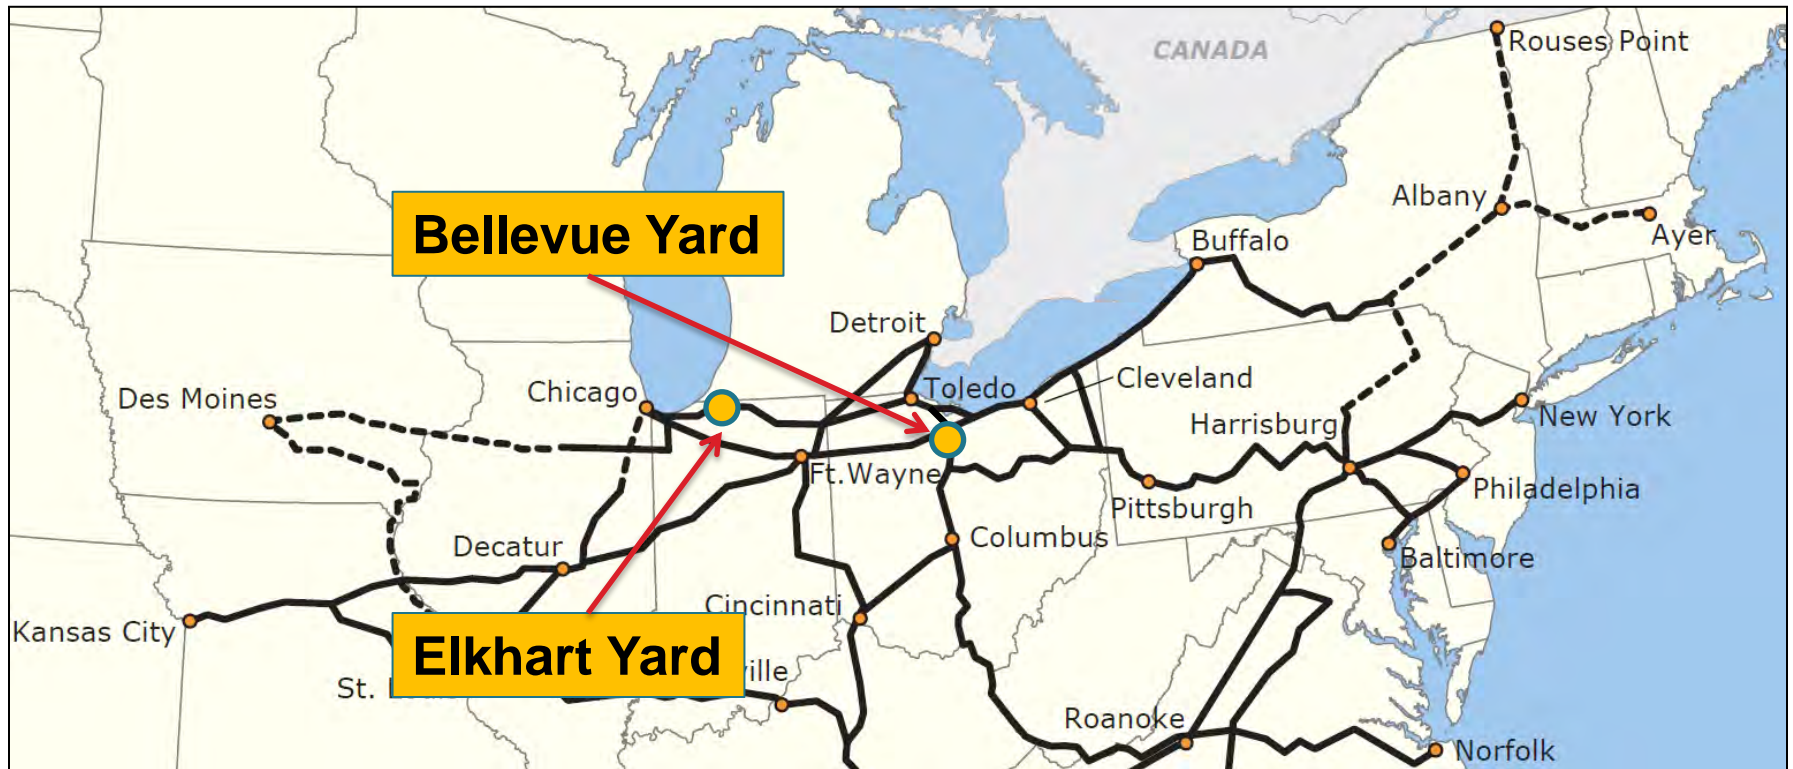 CANADA
Rouses Point
Albany
Ayer
Bellevue Yard
Buffalo
Detroit
Toledo
Cleveland
Chicago
Des Moines
New York
Harrisburg
Ft.Wayne
Philadelphia
Pittsburgh
Columbus
Decatur
Baltimore
Cincinnati
Kansas City
Elkhart Yard
ville
St.
Roanoke
Norfolk